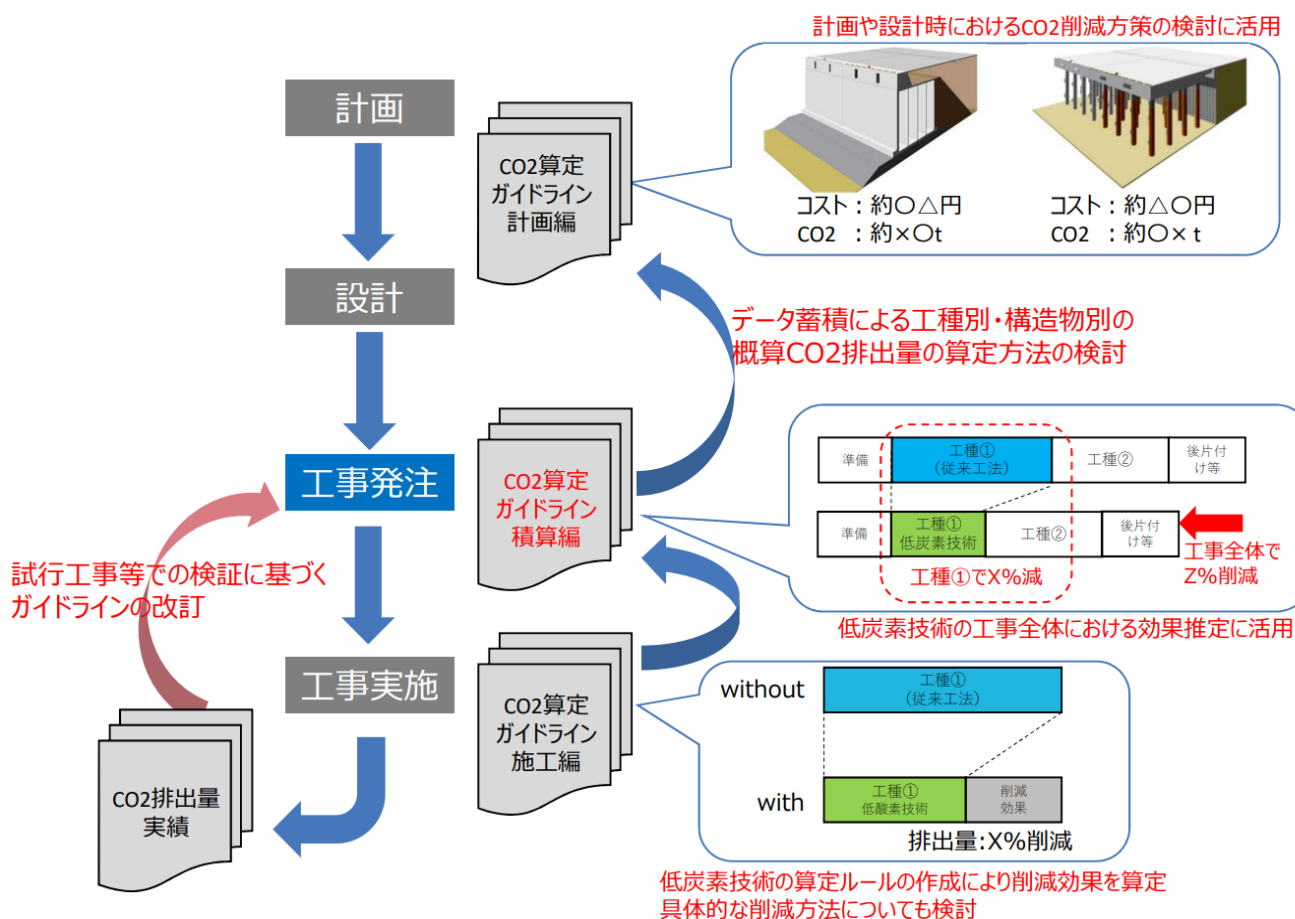 計画や設計時におけるCO2削減方策の検討に活用
計画
CO2算定
ガイドライン
計画編
コスト：約〇△円
CO2 ：約×〇t
コスト：約△〇円
CO2 ：約〇×t
設計
データ蓄積による工種別・構造物別の
概算CO2排出量の算定方法の検討
工事発注
CO2算定
ガイドライン
積算編
準備
工種①
(従来工法)
工種②
後片付
け等
準備
工種①
低炭素技術
工種②
後片付
け等
工種①でX%減
工事全体で
Z%削減
低炭素技術の工事全体における効果推定に活用
試行工事等での検証に基づく
ガイドラインの改訂
工事実施
CO2算定
ガイドライン
施工編
without
工種①
(従来工法)
with
工種①
低酸素技術
削減
効果
排出量:X%削減
CO2排出量
実績
低炭素技術の算定ルールの作成により削減効果を算定
具体的な削減方法についても検討